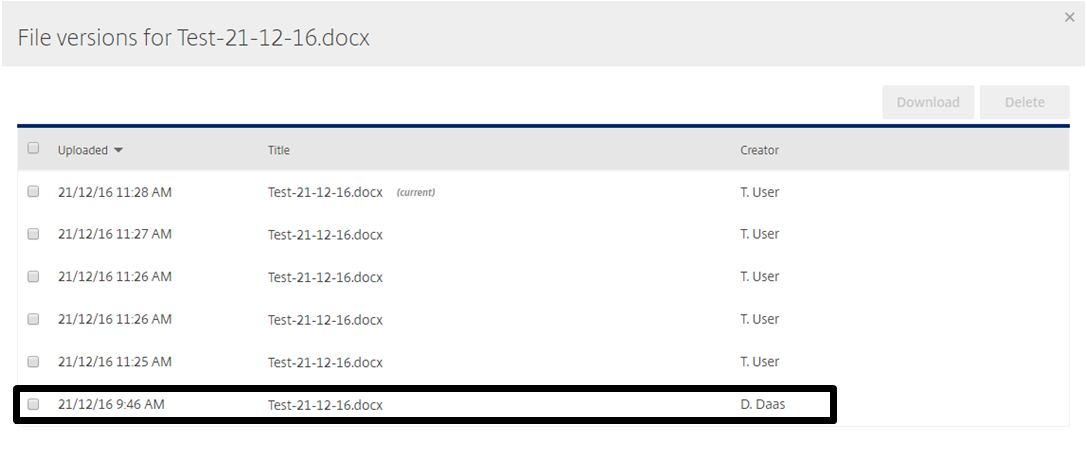 ×
File versions for Test-21-12-16.docx
Download Delete
Uploaded Title Creator
21/12/16 11:28 AM Test-21-12-16.docx (current) T. User
21/12/16 11:27 AM Test-21-12-16.docx T. User
21/12/16 11:26 AM Test-21-12-16.docx T. User
21/12/16 11:26 AM Test-21-12-16.docx T. User
21/12/16 11:25 AM Test-21-12-16.docx T. User
21/12/16 9:46 AM Test-21-12-16.docx D. Daas